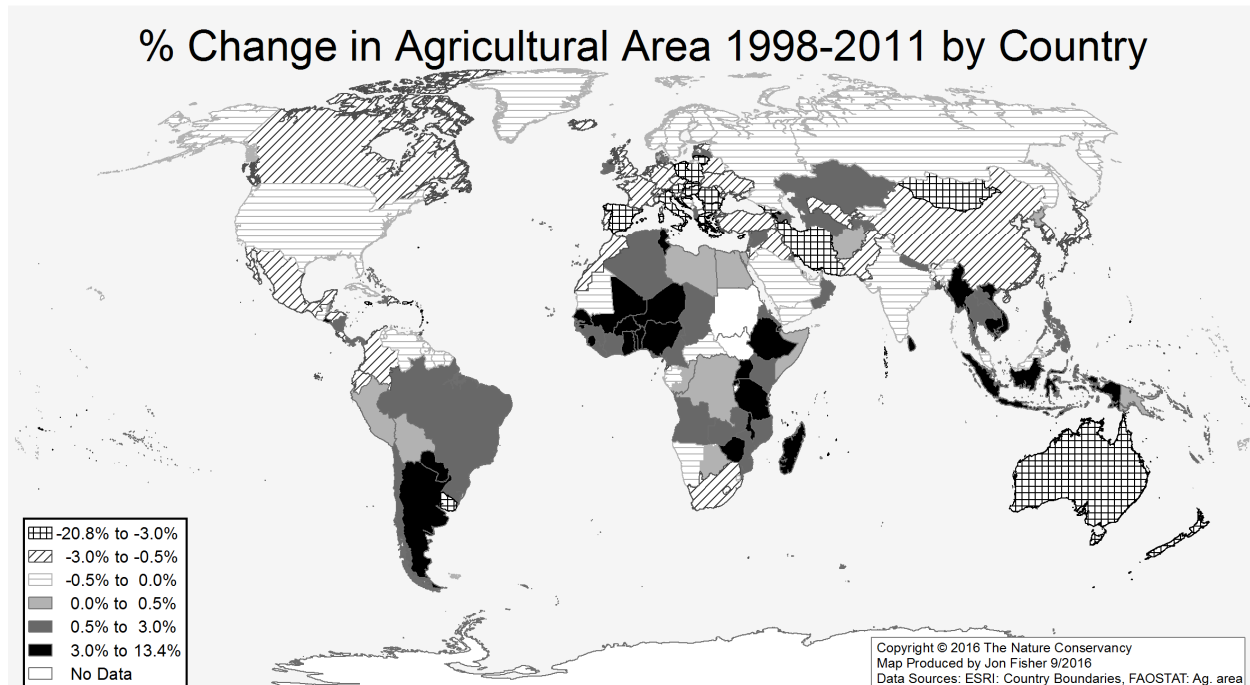 % Change in Agricultural Area 1998-2011 by Country
-20.8% to -3.0%
-3.0% to -0.5%
-0.5% to 0.0%
0.0% to 0.5%
0.5% to 3.0%
3.0% to 13.4%
No Data
Copyright © 2016 The Nature Conservancy
Map Produced by Jon Fisher 9/2016
Data Sources: ESRI: Country Boundaries, FAOSTAT: Ag. area